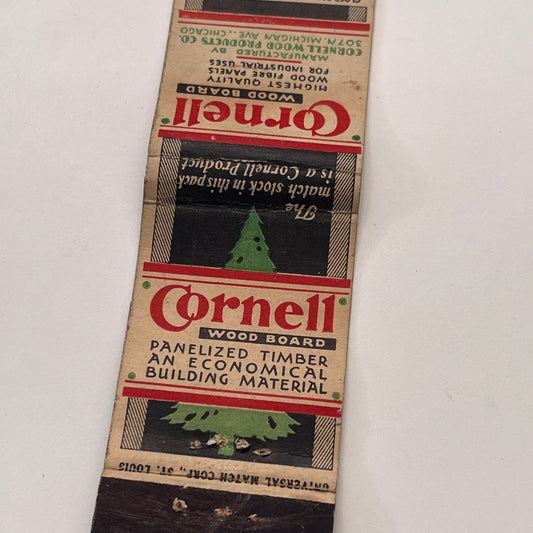 Cornell
WOOD BOARD
PANELIZED TIMBER
AN ECONOMICAL
BUILDING MATERIAL
UNIVERSAL MATCH CORP., ST. LOUIS
The
match stock in this pack
is a Cornell Product
Cornell
WOOD BOARD
HIGHEST QUALITY
WOOD FIBRE PANELS
FOR INDUSTRIAL USES
MANUFACTURED BY
CORNELL WOOD PRODUCTS CO.
307 N. MICHIGAN AVE., CHICAGO